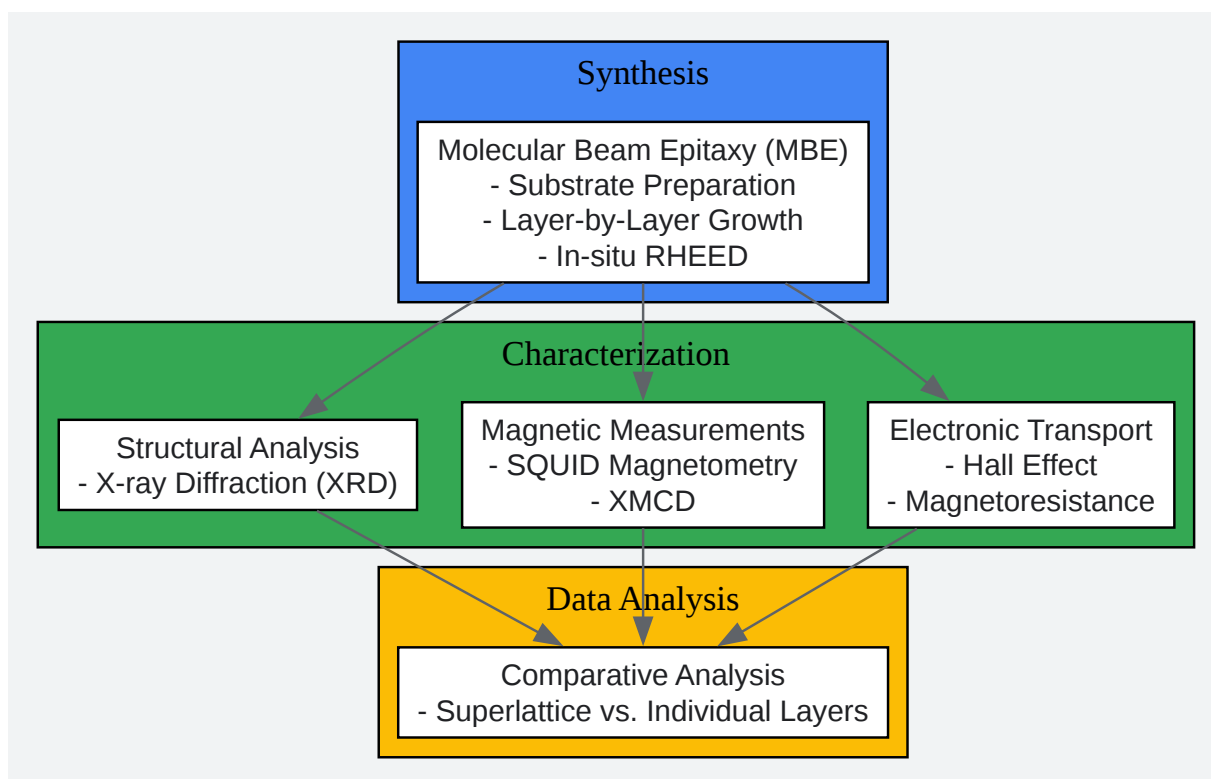 Synthesis
Molecular Beam Epitaxy (MBE)
- Substrate Preparation
- Layer-by-Layer Growth
- In-situ RHEED
Characterization
Structural Analysis
- X-ray Diffraction (XRD)
Magnetic Measurements
- SQUID Magnetometry
- XMCD
Electronic Transport
- Hall Effect
- Magnetoresistance
Data Analysis
Comparative Analysis
- Superlattice vs. Individual Layers